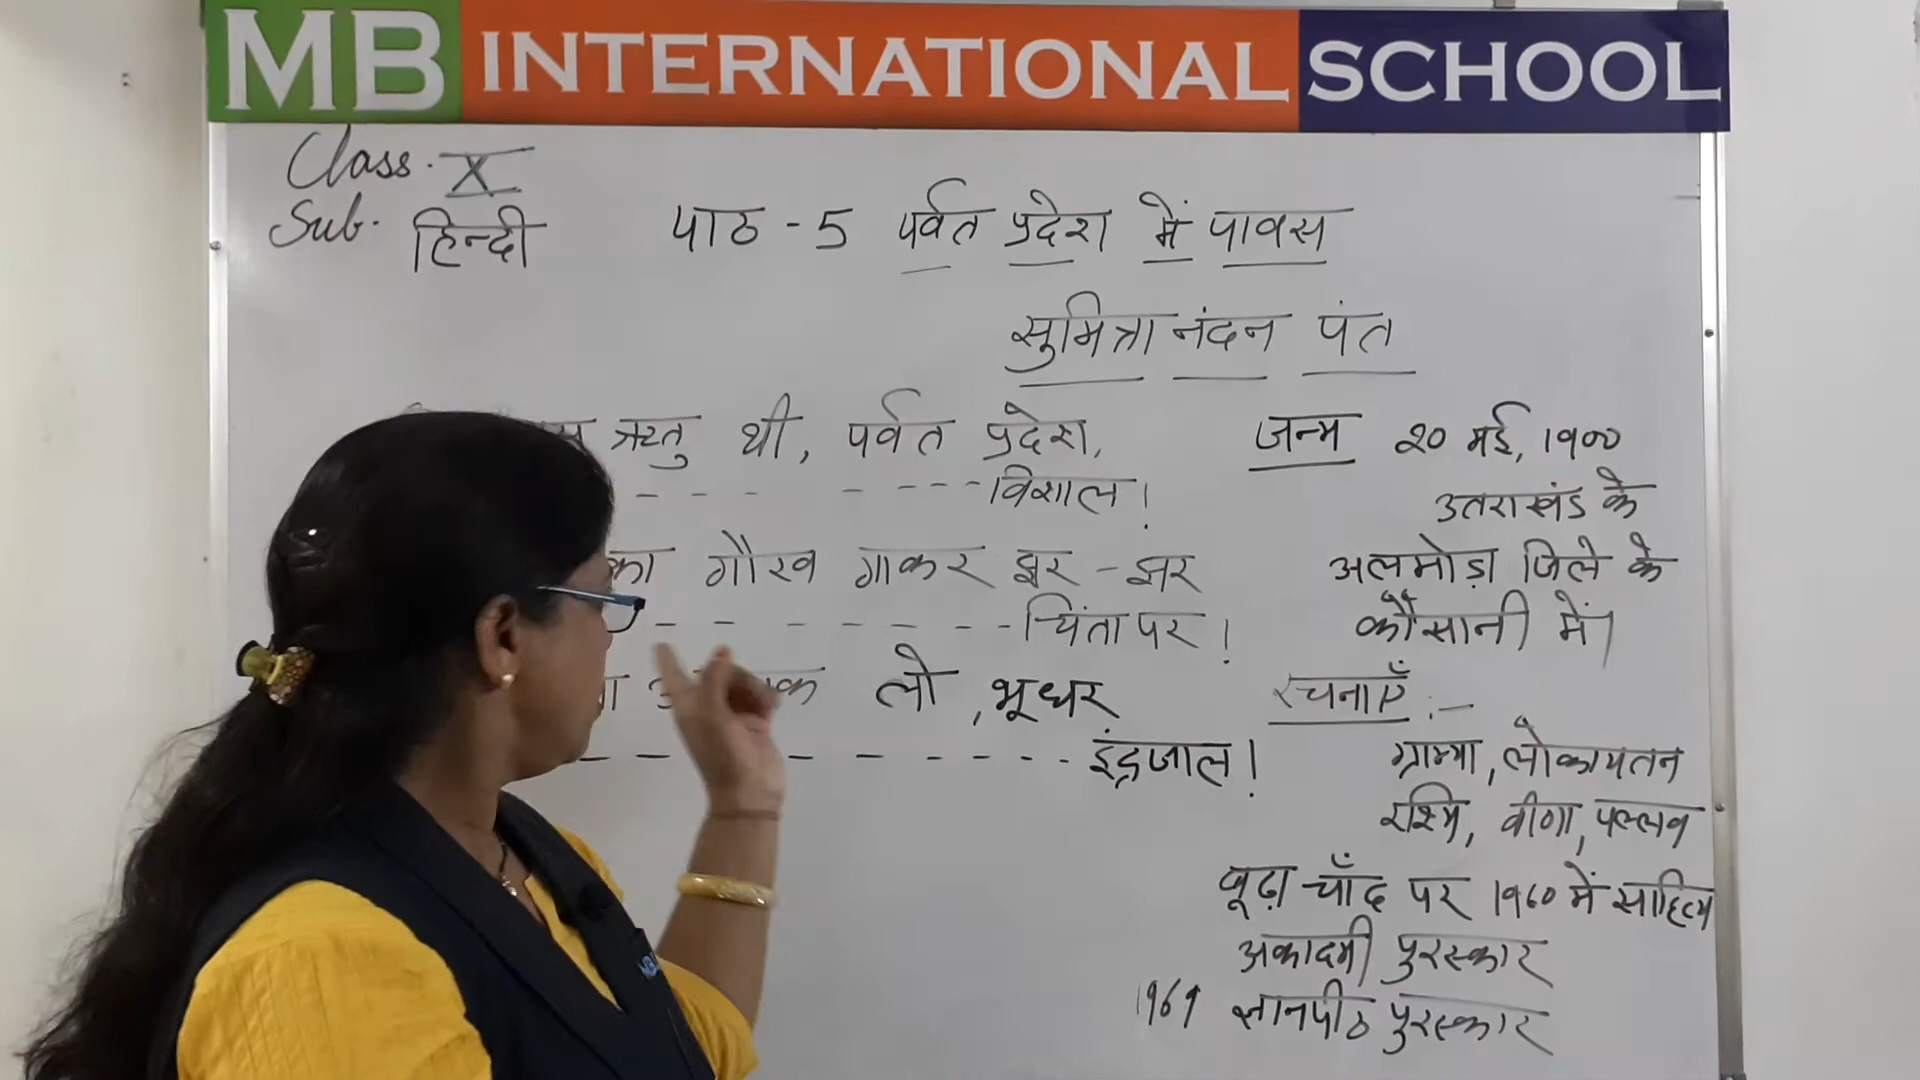 MB INTERNATIONAL SCHOOL
Class. X
Sub. हिन्दी
पाठ - 5 पर्वत प्रदेश में पावस
सुमित्रा नंदन पंत
ऋतु थी, पर्वत प्रदेश,
- - - - - - - विशाल!
का गौरव गाकर झर - झर
- - - - - - - - चिंता पर!
लो, भूधर
- - - - - - - - इंद्रजाल!
जन्म २० मई, १९००
उतराखंड के
अलमोड़ा जिले के
कौसानी में।
रचनाएँ :-
ग्राम्या, लोकायतन
रश्मि, वीणा, पल्लव
बूढ़ा चाँद पर १९६० में साहित्य
अकादमी पुरस्कार
१९६९ ज्ञानपीठ पुरस्कार